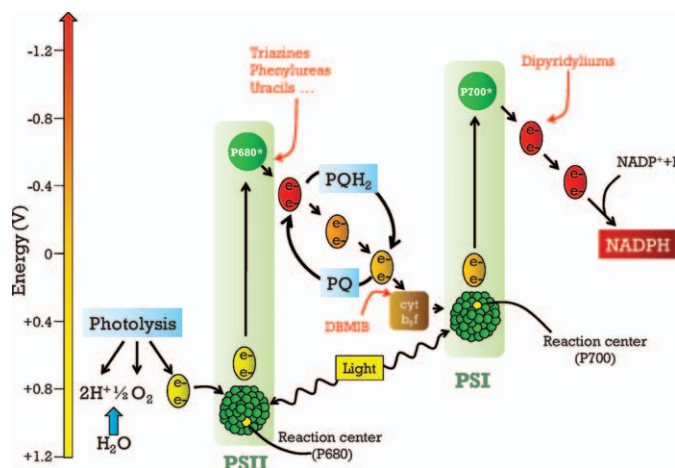 Energy (V)
-1.2
-0.8
-0.4
0
+0.4
+0.8
+1.2
Triazines
Phenylureas
Uracils ...
Dipyridyliums
P680*
P700*
e-
e-
PQH₂
e-
e-
PQ
e-
e-
DBMIB
cyt
b₆f
e-
e-
e-
e-
NADP⁺+H
NADPH
e-
e-
Photolysis
2H⁺ ½ O₂
H₂O
e-
e-
e-
e-
Light
Reaction center
(P680)
PSII
Reaction center
(P700)
PSI